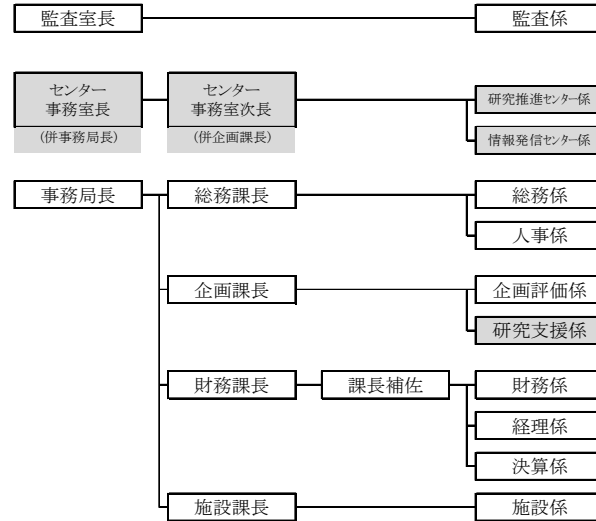 監査室長
監査係
センター
事務室長
(併事務局長)
センター
事務室次長
(併企画課長)
研究推進センター係
情報発信センター係
事務局長
総務課長
総務係
人事係
企画課長
企画評価係
研究支援係
財務課長
課長補佐
財務係
経理係
決算係
施設課長
施設係